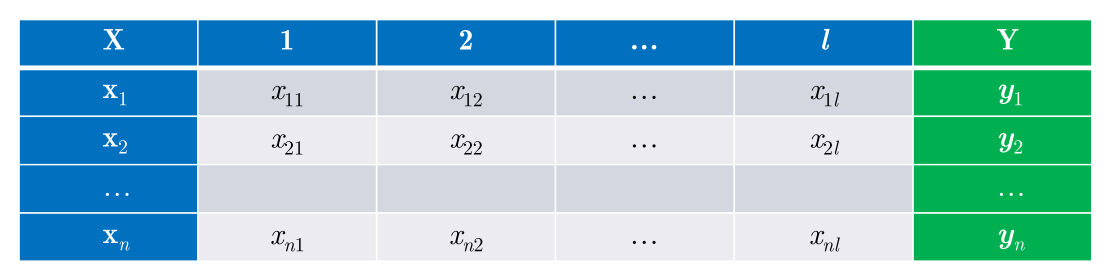 X 1 2 … l Y
x₁ x₁₁ x₁₂ … x₁ₗ y₁
x₂ x₂₁ x₂₂ … x₂ₗ y₂
… …
xₙ xₙ₁ xₙ₂ … xₙₗ yₙ